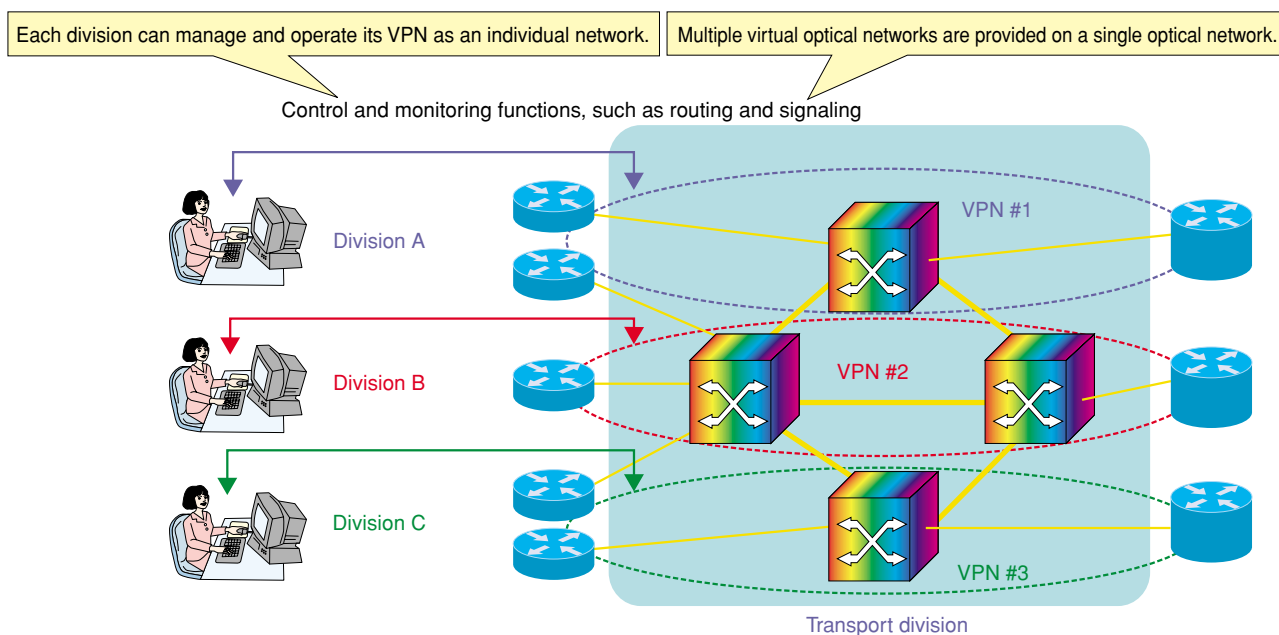 Each division can manage and operate its VPN as an individual network.
Multiple virtual optical networks are provided on a single optical network.
Control and monitoring functions, such as routing and signaling
VPN #1
Division A
VPN #2
Division B
Division C
VPN #3
Transport division